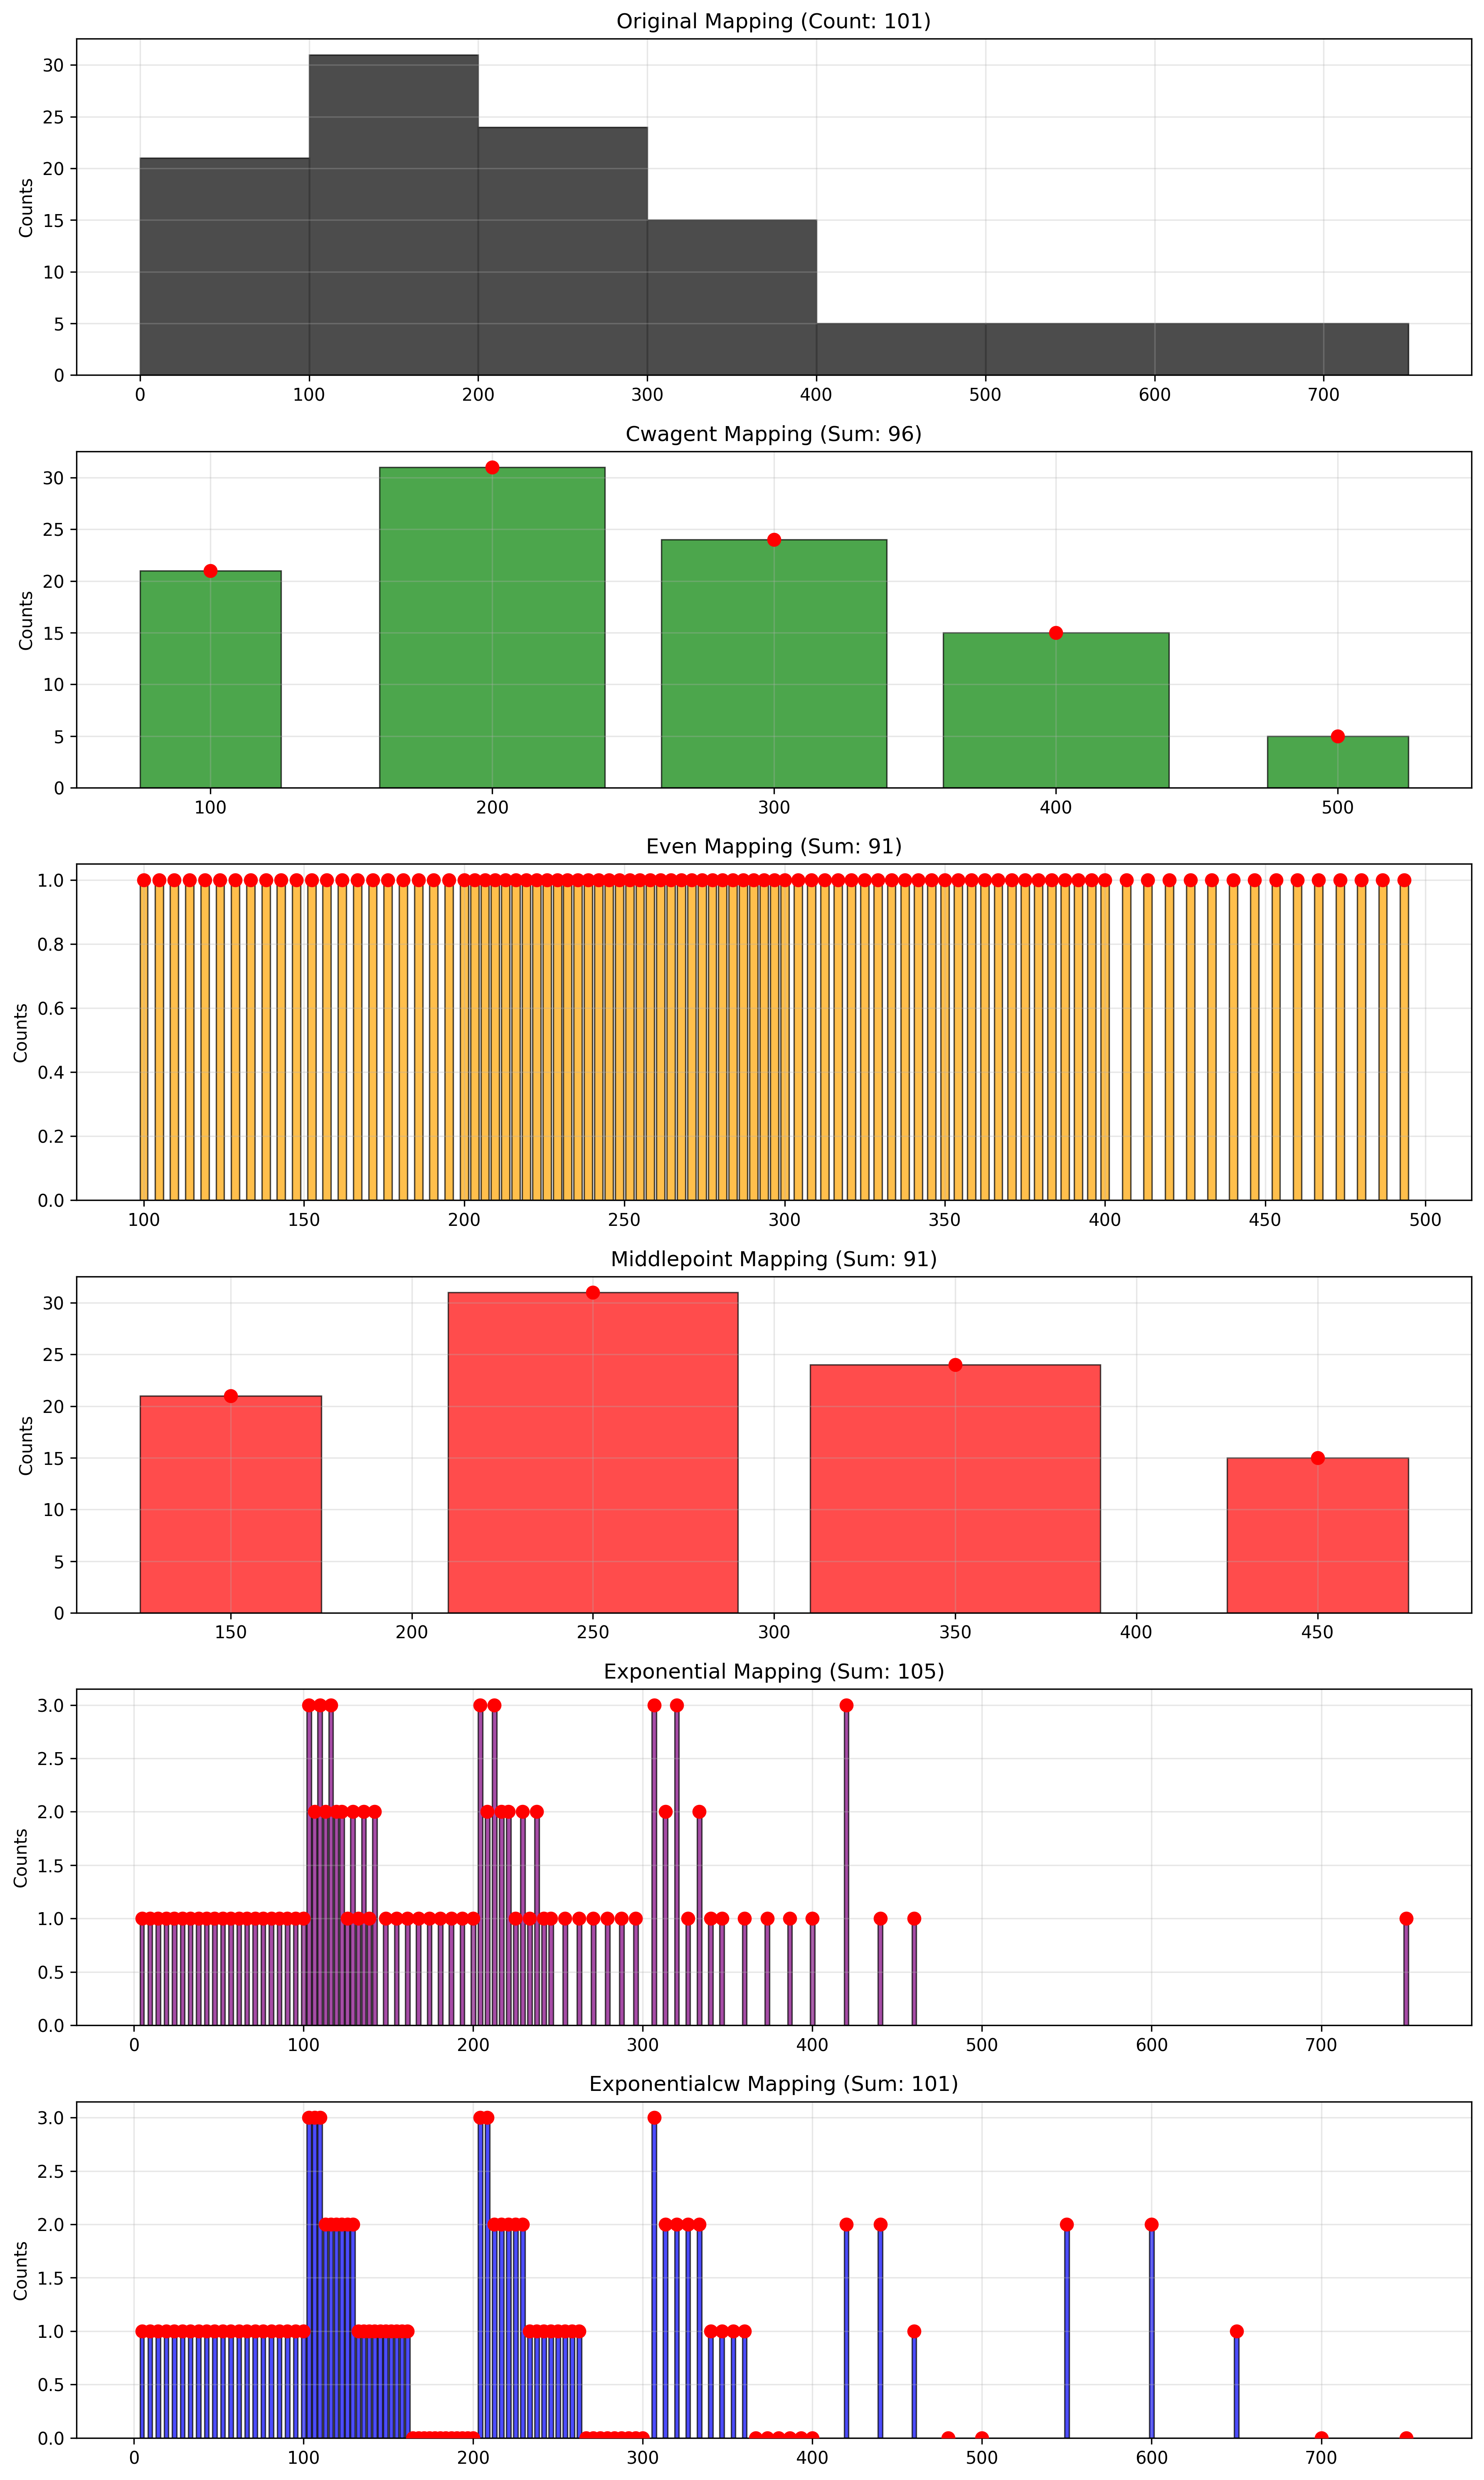 Original Mapping (Count: 101)
30
25
20
15
10
5
0
Counts
0 100 200 300 400 500 600 700
Cwagent Mapping (Sum: 96)
30
25
20
15
10
5
0
Counts
100 200 300 400 500
Even Mapping (Sum: 91)
1.0
0.8
0.6
0.4
0.2
0.0
Counts
100 150 200 250 300 350 400 450 500
Middlepoint Mapping (Sum: 91)
30
25
20
15
10
5
0
Counts
150 200 250 300 350 400 450
Exponential Mapping (Sum: 105)
3.0
2.5
2.0
1.5
1.0
0.5
0.0
Counts
0 100 200 300 400 500 600 700
Exponentialcw Mapping (Sum: 101)
3.0
2.5
2.0
1.5
1.0
0.5
0.0
Counts
0 100 200 300 400 500 600 700